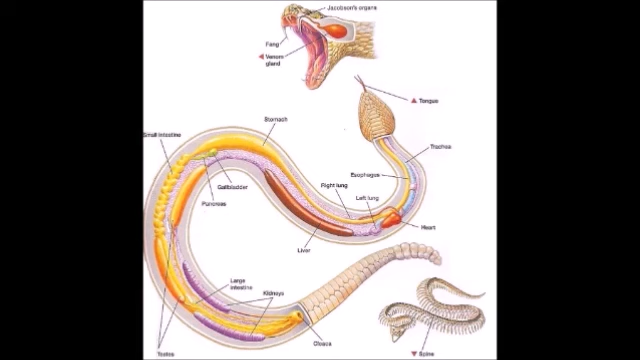 Jacobson's organs
Fang
Venom
gland
Tongue
Stomach
Small intestine
Trachea
Esophagus
Gallbladder
Right lung
Pancreas
Left lung
Heart
Liver
Large
intestine
Kidneys
Cloaca
Testes
Spine